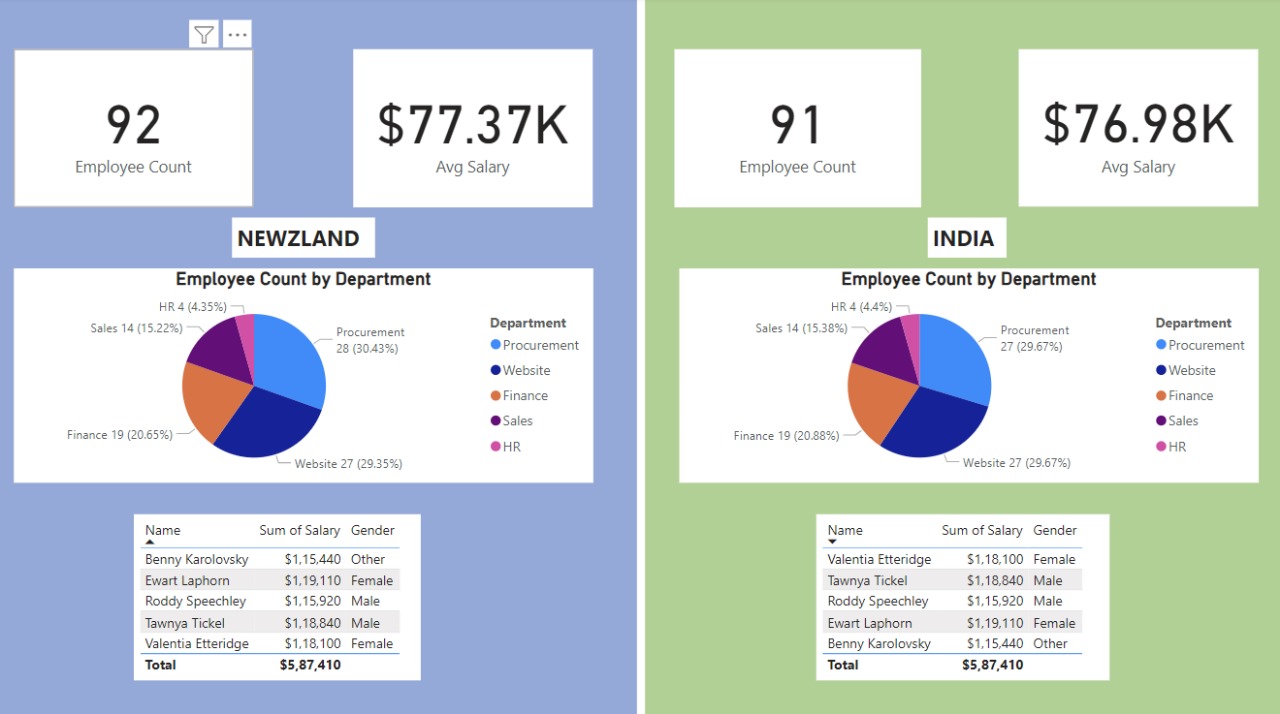 92
Employee Count
$77.37K
Avg Salary
NEWZLAND
Employee Count by Department
HR 4 (4.35%)
Sales 14 (15.22%)
Procurement
28 (30.43%)
Finance 19 (20.65%)
Website 27 (29.35%)
Department
Procurement
Website
Finance
Sales
HR
Name Sum of Salary Gender
Benny Karolovsky $1,15,440 Other
Ewart Laphorn $1,19,110 Female
Roddy Speechley $1,15,920 Male
Tawnya Tickel $1,18,840 Male
Valentia Etteridge $1,18,100 Female
Total $5,87,410
91
Employee Count
$76.98K
Avg Salary
INDIA
Employee Count by Department
HR 4 (4.4%)
Sales 14 (15.38%)
Procurement
27 (29.67%)
Finance 19 (20.88%)
Website 27 (29.67%)
Department
Procurement
Website
Finance
Sales
HR
Name Sum of Salary Gender
Valentia Etteridge $1,18,100 Female
Tawnya Tickel $1,18,840 Male
Roddy Speechley $1,15,920 Male
Ewart Laphorn $1,19,110 Female
Benny Karolovsky $1,15,440 Other
Total $5,87,410